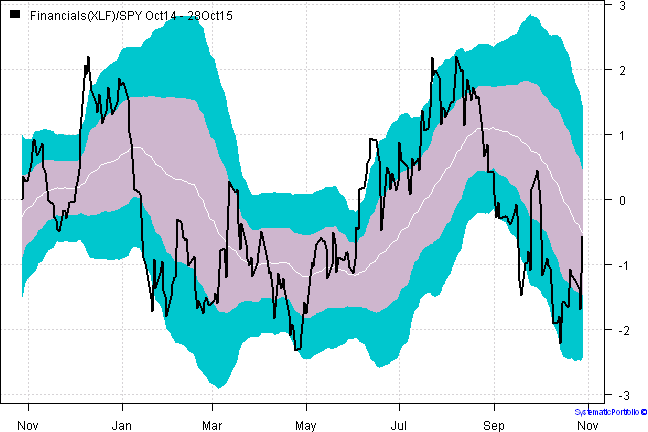 Financials(XLF)/SPY Oct14 - 28Oct15
3
2
1
0
-1
-2
-3
Nov Jan Mar May Jul Sep Nov
SystematicPortfolio ©